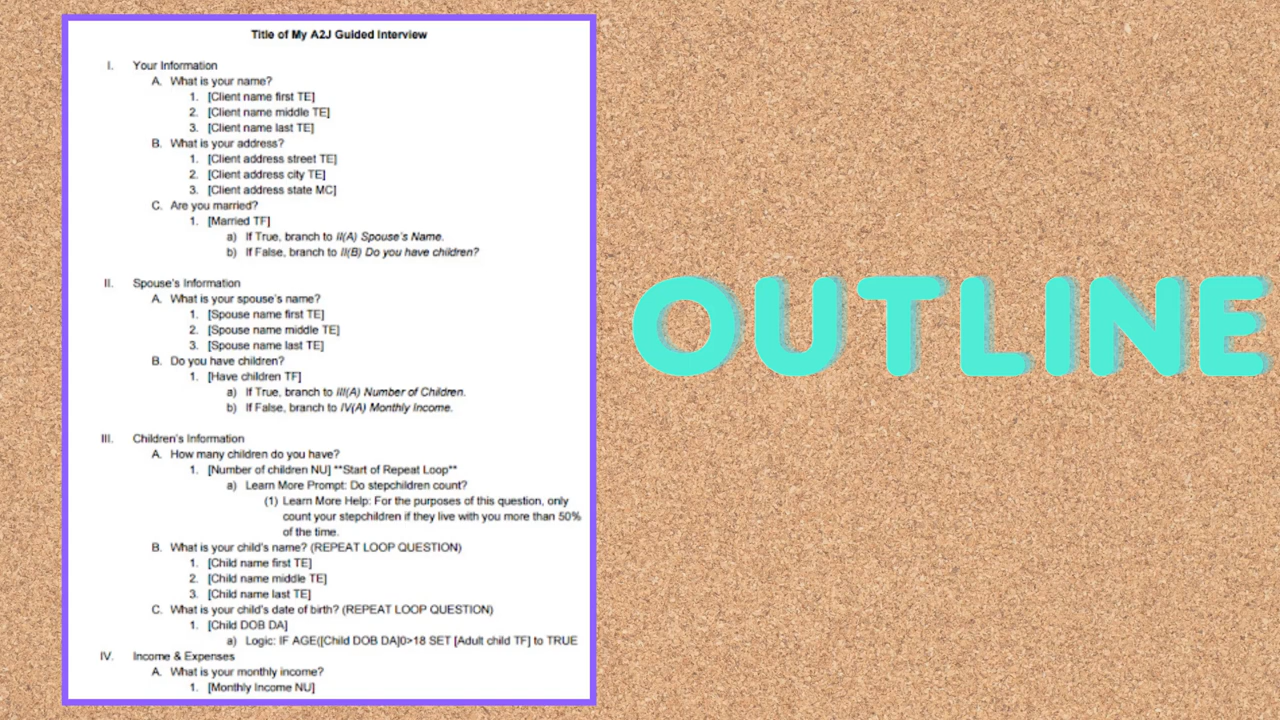 Title of My A2J Guided Interview
I. Your Information
A. What is your name?
1. [Client name first TE]
2. [Client name middle TE]
3. [Client name last TE]
B. What is your address?
1. [Client address street TE]
2. [Client address city TE]
3. [Client address state MC]
C. Are you married?
1. [Married TF]
a) If True, branch to II(A) Spouse's Name.
b) If False, branch to II(B) Do you have children?
II. Spouse's Information
A. What is your spouse's name?
1. [Spouse name first TE]
2. [Spouse name middle TE]
3. [Spouse name last TE]
B. Do you have children?
1. [Have children TF]
a) If True, branch to III(A) Number of Children.
b) If False, branch to IV(A) Monthly Income.
III. Children's Information
A. How many children do you have?
1. [Number of children NU] **Start of Repeat Loop**
a) Learn More Prompt: Do stepchildren count?
(1) Learn More Help: For the purposes of this question, only
count your stepchildren if they live with you more than 50%
of the time.
B. What is your child's name? (REPEAT LOOP QUESTION)
1. [Child name first TE]
2. [Child name middle TE]
3. [Child name last TE]
C. What is your child's date of birth? (REPEAT LOOP QUESTION)
1. [Child DOB DA]
a) Logic: IF AGE([Child DOB DA]0>18 SET [Adult child TF] to TRUE
IV. Income & Expenses
A. What is your monthly income?
1. [Monthly Income NU]
OUTLINE